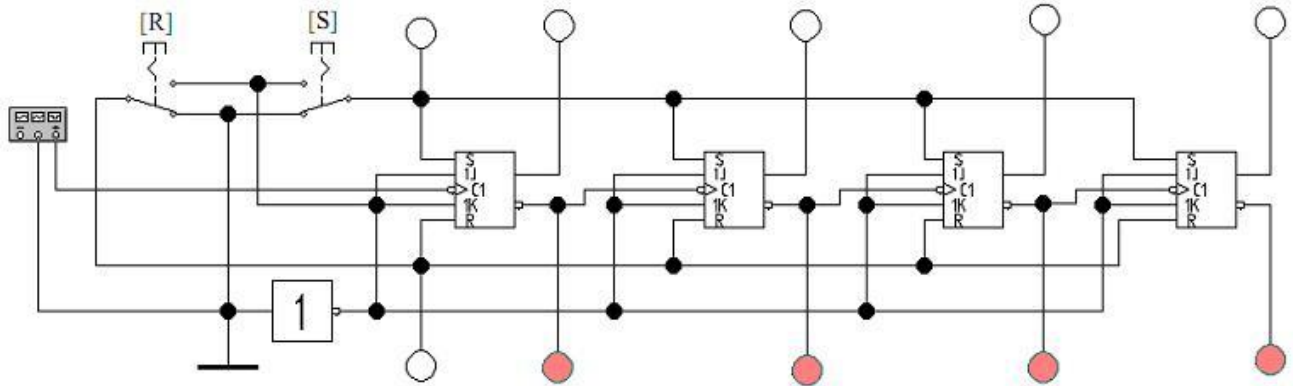 [R] [S]
S S S S
1J 1J 1J 1J
C1 C1 C1 C1
1K 1K 1K 1K
R R R R
1